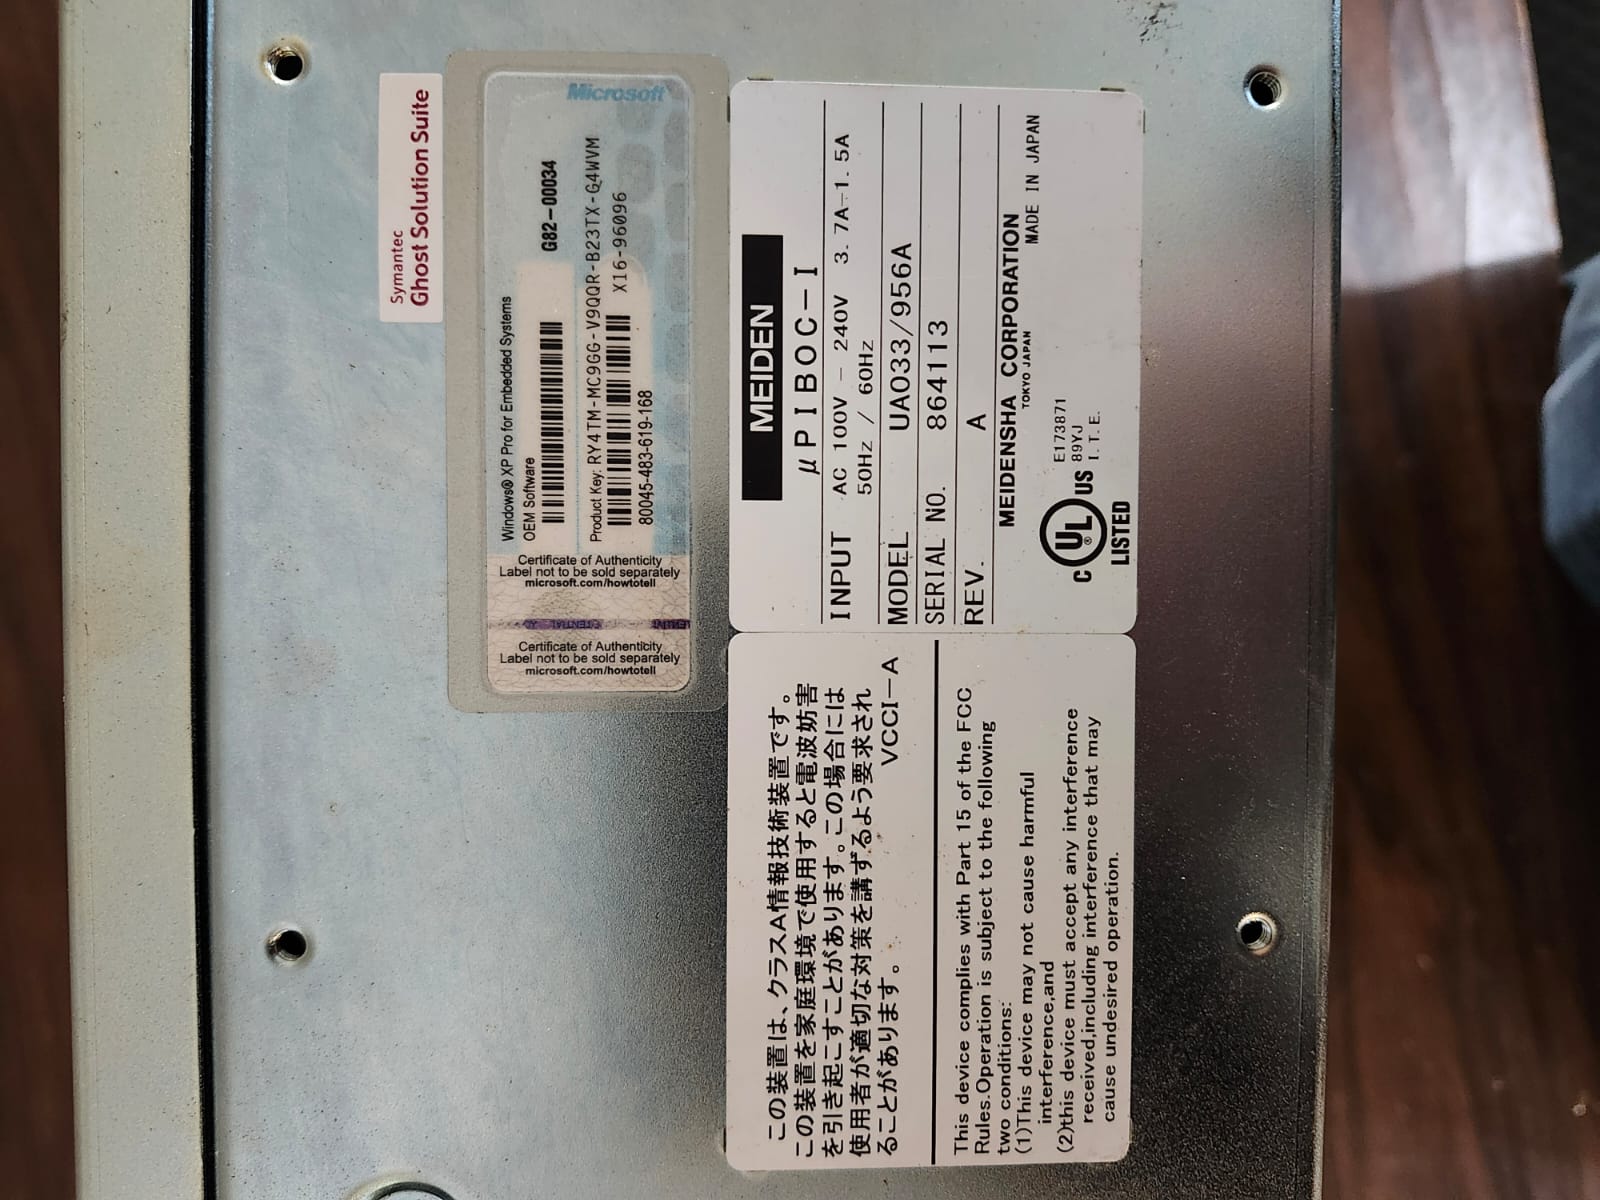 Symantec
Ghost Solution Suite
Microsoft
Windows® XP Pro for Embedded Systems
OEM Software
G82-00034
Product Key: RY4TM-MC9GG-V9QQR-B23TX-G4WVM
X16-96096
80045-483-619-168
Certificate of Authenticity
Label not to be sold separately
microsoft.com/howtotell
Certificate of Authenticity
Label not to be sold separately
microsoft.com/howtotell
MEIDEN
μPIBOC-I
INPUT AC 100V - 240V 3.7A-1.5A
50Hz / 60Hz
MODEL UA033/956A
SERIAL NO. 864113
REV. A
MEIDENSHA CORPORATION
TOKYO JAPAN
MADE IN JAPAN
C UL® US
LISTED
E173871
89YJ
I.T.E.
この装置は、クラスA情報技術装置です。
この装置を家庭環境で使用すると電波妨害
を引き起こすことがあります。この場合には
使用者が適切な対策を講ずるよう要求され
ることがあります。
VCCI-A
This device complies with Part 15 of the FCC
Rules.Operation is subject to the following
two conditions:
(1)This device may not cause harmful
interference,and
(2)this device must accept any interference
received,including interference that may
cause undesired operation.